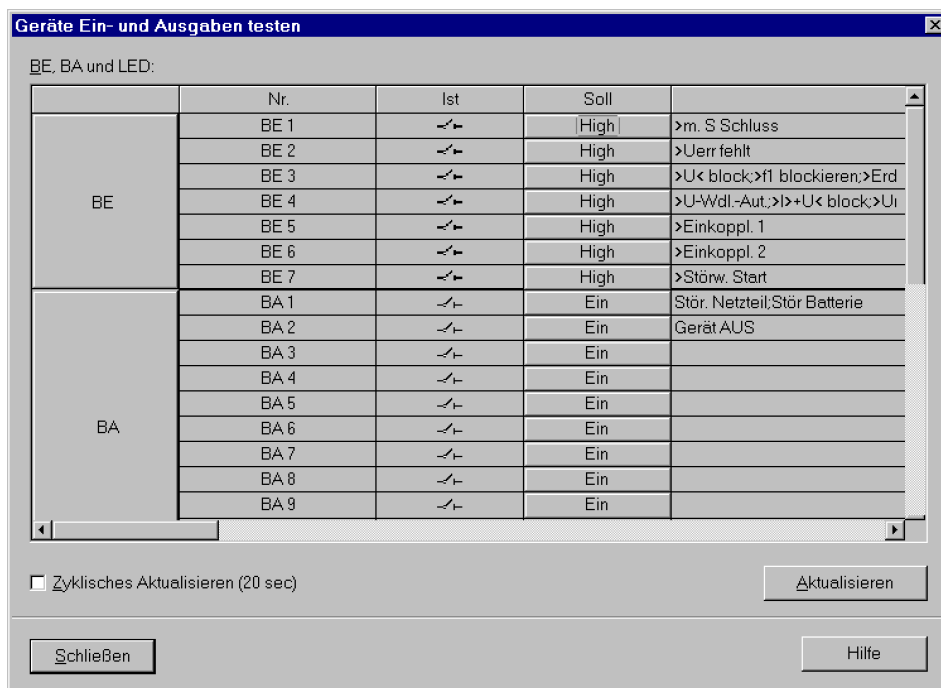 Geräte Ein- und Ausgaben testen
BE, BA und LED:
Nr. Ist Soll
BE
BE 1 High >m. S Schluss
BE 2 High >Uerr fehlt
BE 3 High >U< block;>f1 blockieren;>Erd
BE 4 High >U-Wdl.-Aut.;>I>+U< block;
BE 5 High >Einkoppl. 1
BE 6 High >Einkoppl. 2
BE 7 High >Störw. Start
BA
BA 1 Ein Stör. Netzteil;Stör Batterie
BA 2 Ein Gerät AUS
BA 3 Ein
BA 4 Ein
BA 5 Ein
BA 6 Ein
BA 7 Ein
BA 8 Ein
BA 9 Ein
Zyklisches Aktualisieren (20 sec)
Aktualisieren
Schließen
Hilfe